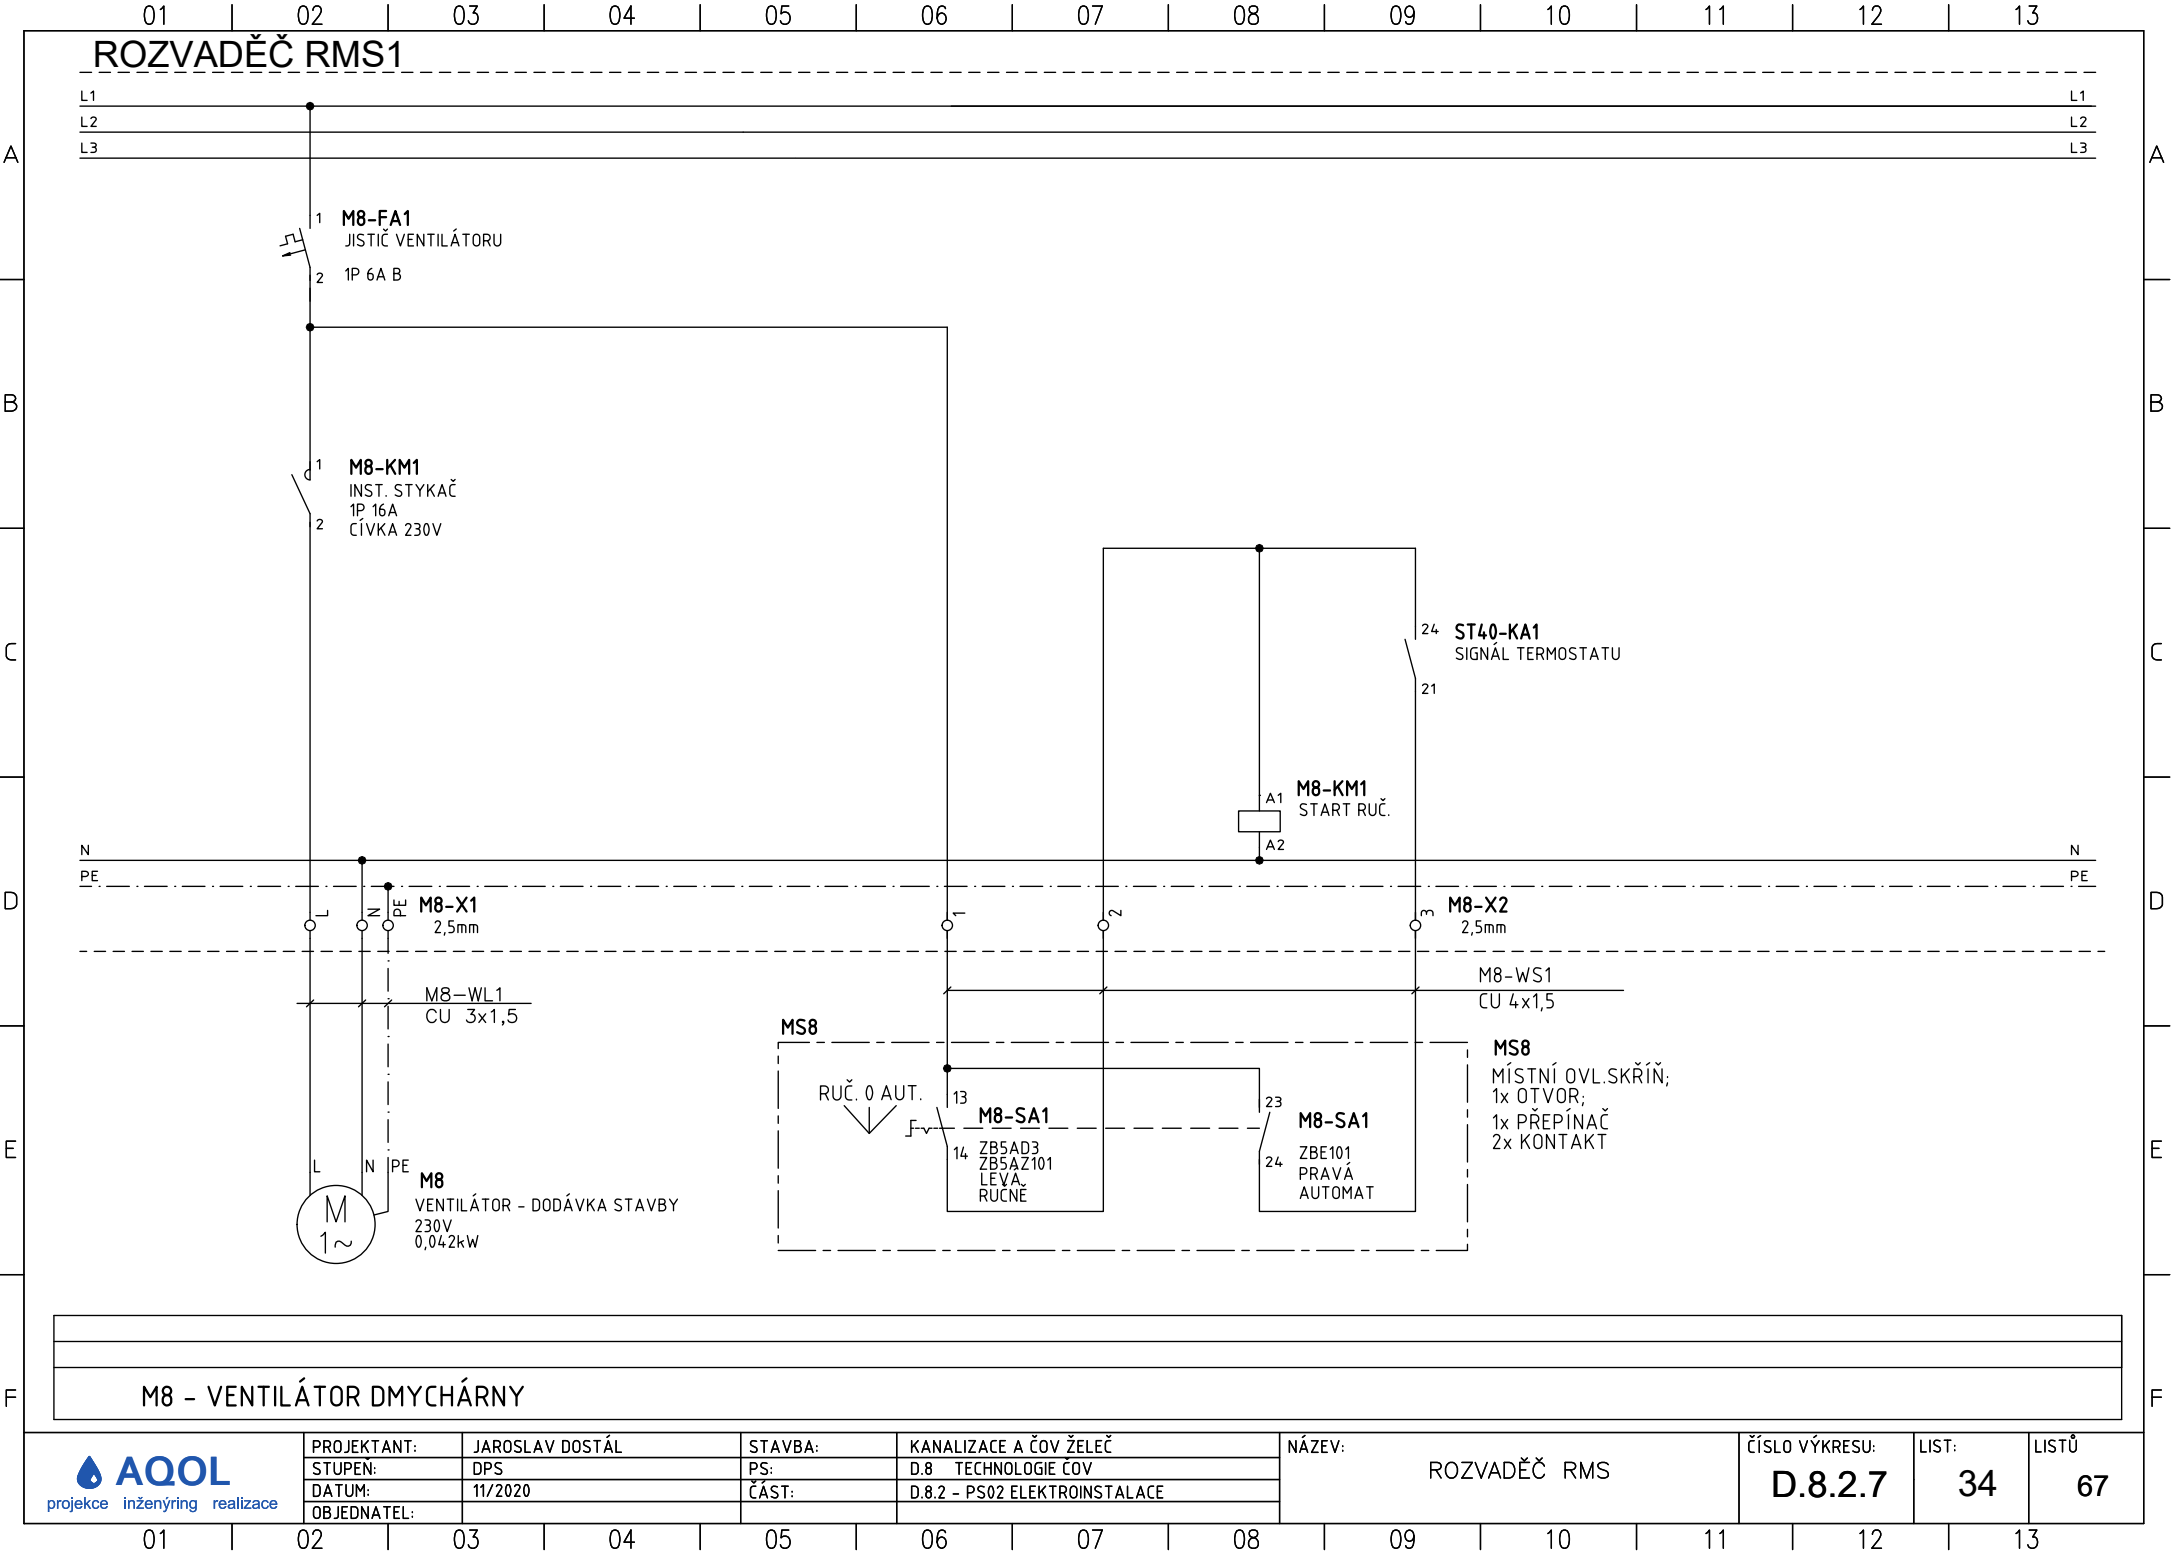 01 02 03 04 05 06 07 08 09 10 11 12 13
ROZVADĚČ RMS1
L1 L1
L2 L2
L3 L3
A A
1 M8-FA1
JISTIČ VENTILÁTORU
2 1P 6A B
B B
1 M8-KM1
INST. STYKAČ
1P 16A
2 CÍVKA 230V
24 ST40-KA1
SIGNÁL TERMOSTATU
C C
21
A1 M8-KM1
START RUČ.
A2
N N
PE PE
D D
L N PE M8-X1
2,5mm
1 2 3 M8-X2
2,5mm
M8-WL1
CU 3x1,5
M8-WS1
CU 4x1,5
MS8
MS8
MÍSTNÍ OVL.SKŘÍŇ;
1x OTVOR;
1x PŘEPÍNAČ
2x KONTAKT
RUČ. 0 AUT.
13 M8-SA1
14 ZB5AD3
ZB5AZ101
LEVÁ
RUČNĚ
23 M8-SA1
24 ZBE101
PRAVÁ
AUTOMAT
E E
L N PE M8
VENTILÁTOR - DODÁVKA STAVBY
230V
0,042kW
M
1~
F F
M8 - VENTILÁTOR DMYCHÁRNY
AQOL
projekce inženýring realizace
PROJEKTANT: JAROSLAV DOSTÁL
STUPEŇ: DPS
DATUM: 11/2020
OBJEDNATEL:
STAVBA: KANALIZACE A ČOV ŽELEČ
PS: D.8 TECHNOLOGIE ČOV
ČÁST: D.8.2 - PS02 ELEKTROINSTALACE
NÁZEV:
ROZVADĚČ RMS
ČÍSLO VÝKRESU:
D.8.2.7
LIST:
34
LISTŮ
67
01 02 03 04 05 06 07 08 09 10 11 12 13